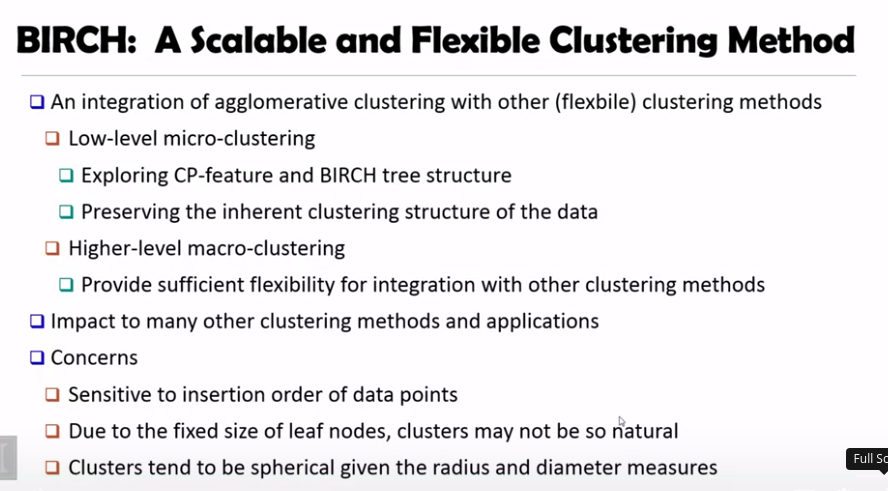 BIRCH: A Scalable and Flexible Clustering Method
An integration of agglomerative clustering with other (flexbile) clustering methods
Low-level micro-clustering
Exploring CP-feature and BIRCH tree structure
Preserving the inherent clustering structure of the data
Higher-level macro-clustering
Provide sufficient flexibility for integration with other clustering methods
Impact to many other clustering methods and applications
Concerns
Sensitive to insertion order of data points
Due to the fixed size of leaf nodes, clusters may not be so natural
Clusters tend to be spherical given the radius and diameter measures
Full Sc